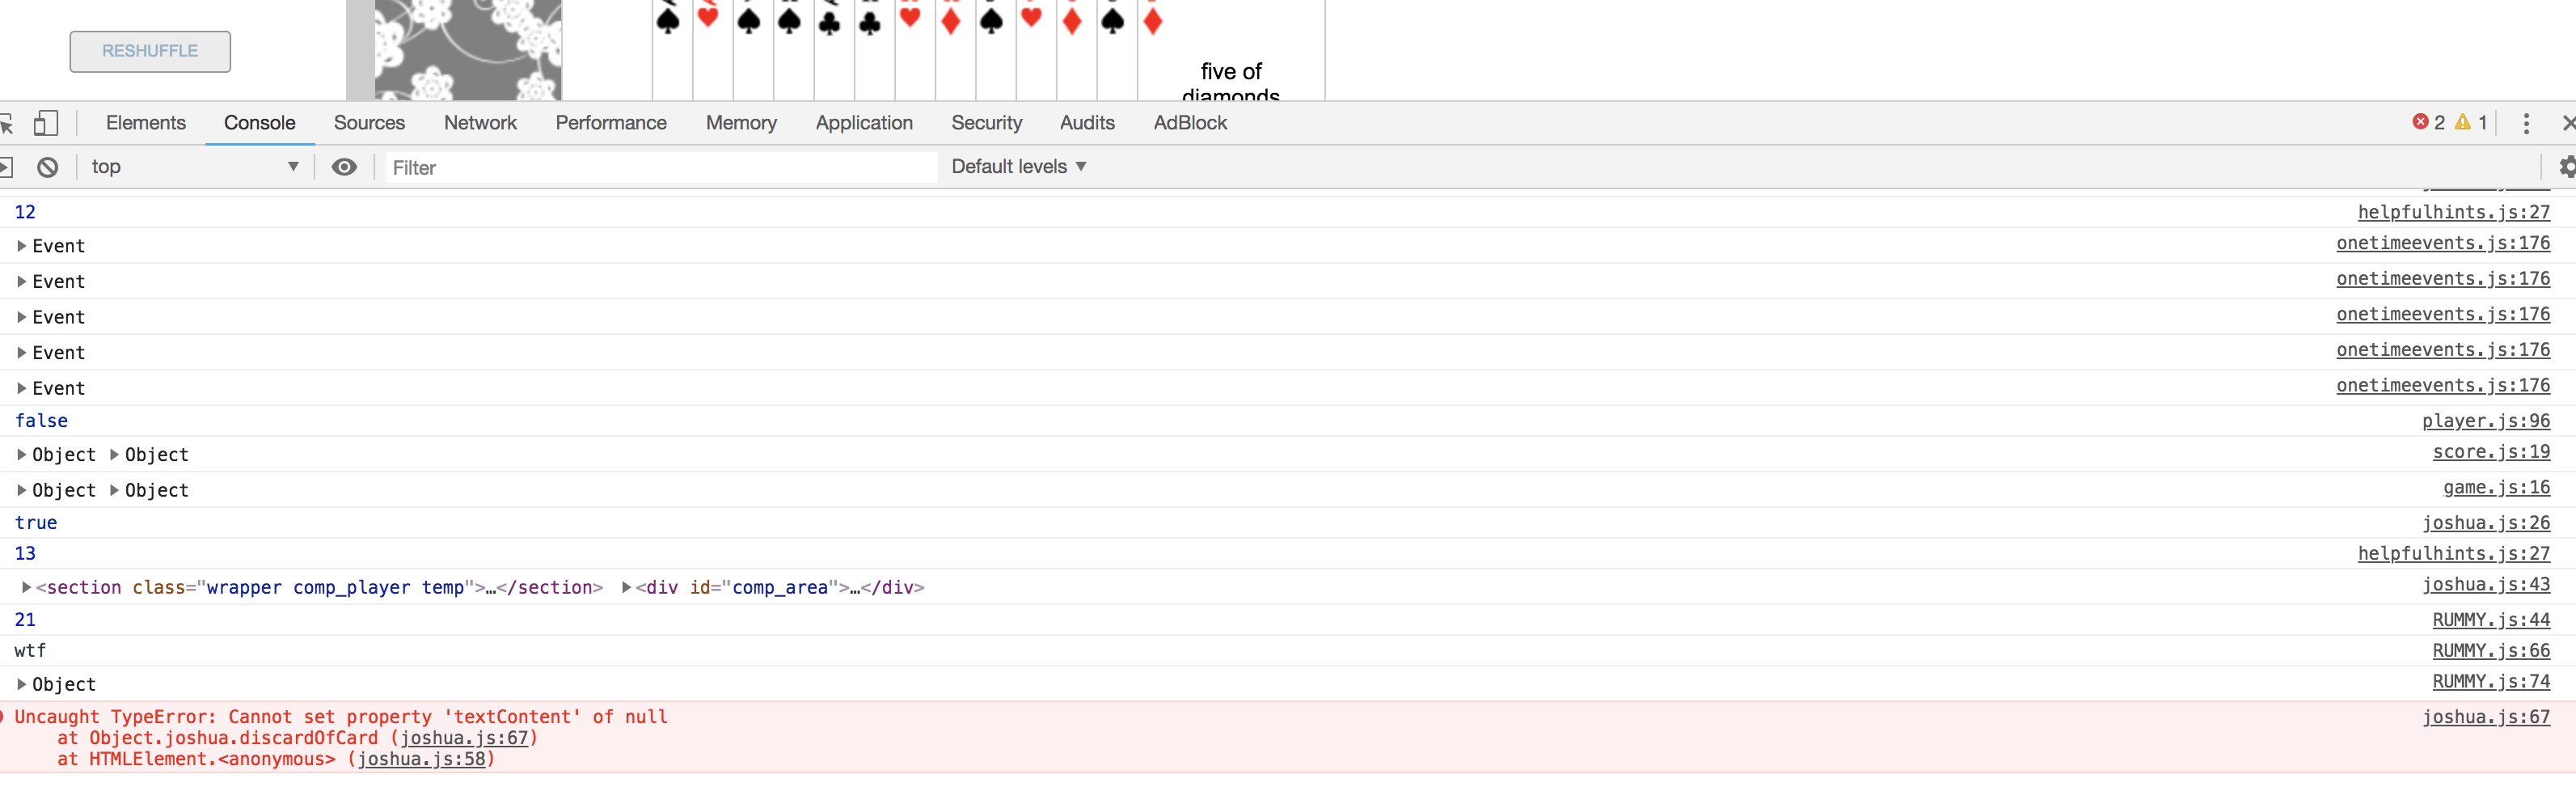 RESHUFFLE
five of
diamonds
Elements Console Sources Network Performance Memory Application Security Audits AdBlock 2 1
top Filter Default levels
12 helpfulhints.js:27
Event onetimeevents.js:176
Event onetimeevents.js:176
Event onetimeevents.js:176
Event onetimeevents.js:176
Event onetimeevents.js:176
false player.js:96
Object Object score.js:19
Object Object game.js:16
true joshua.js:26
13 helpfulhints.js:27
<section class="wrapper comp_player temp">…</section> <div id="comp_area">…</div> joshua.js:43
21 RUMMY.js:44
wtf RUMMY.js:66
Object RUMMY.js:74
Uncaught TypeError: Cannot set property 'textContent' of null joshua.js:67
at Object.joshua.discardOfCard (joshua.js:67)
at HTMLElement.<anonymous> (joshua.js:58)